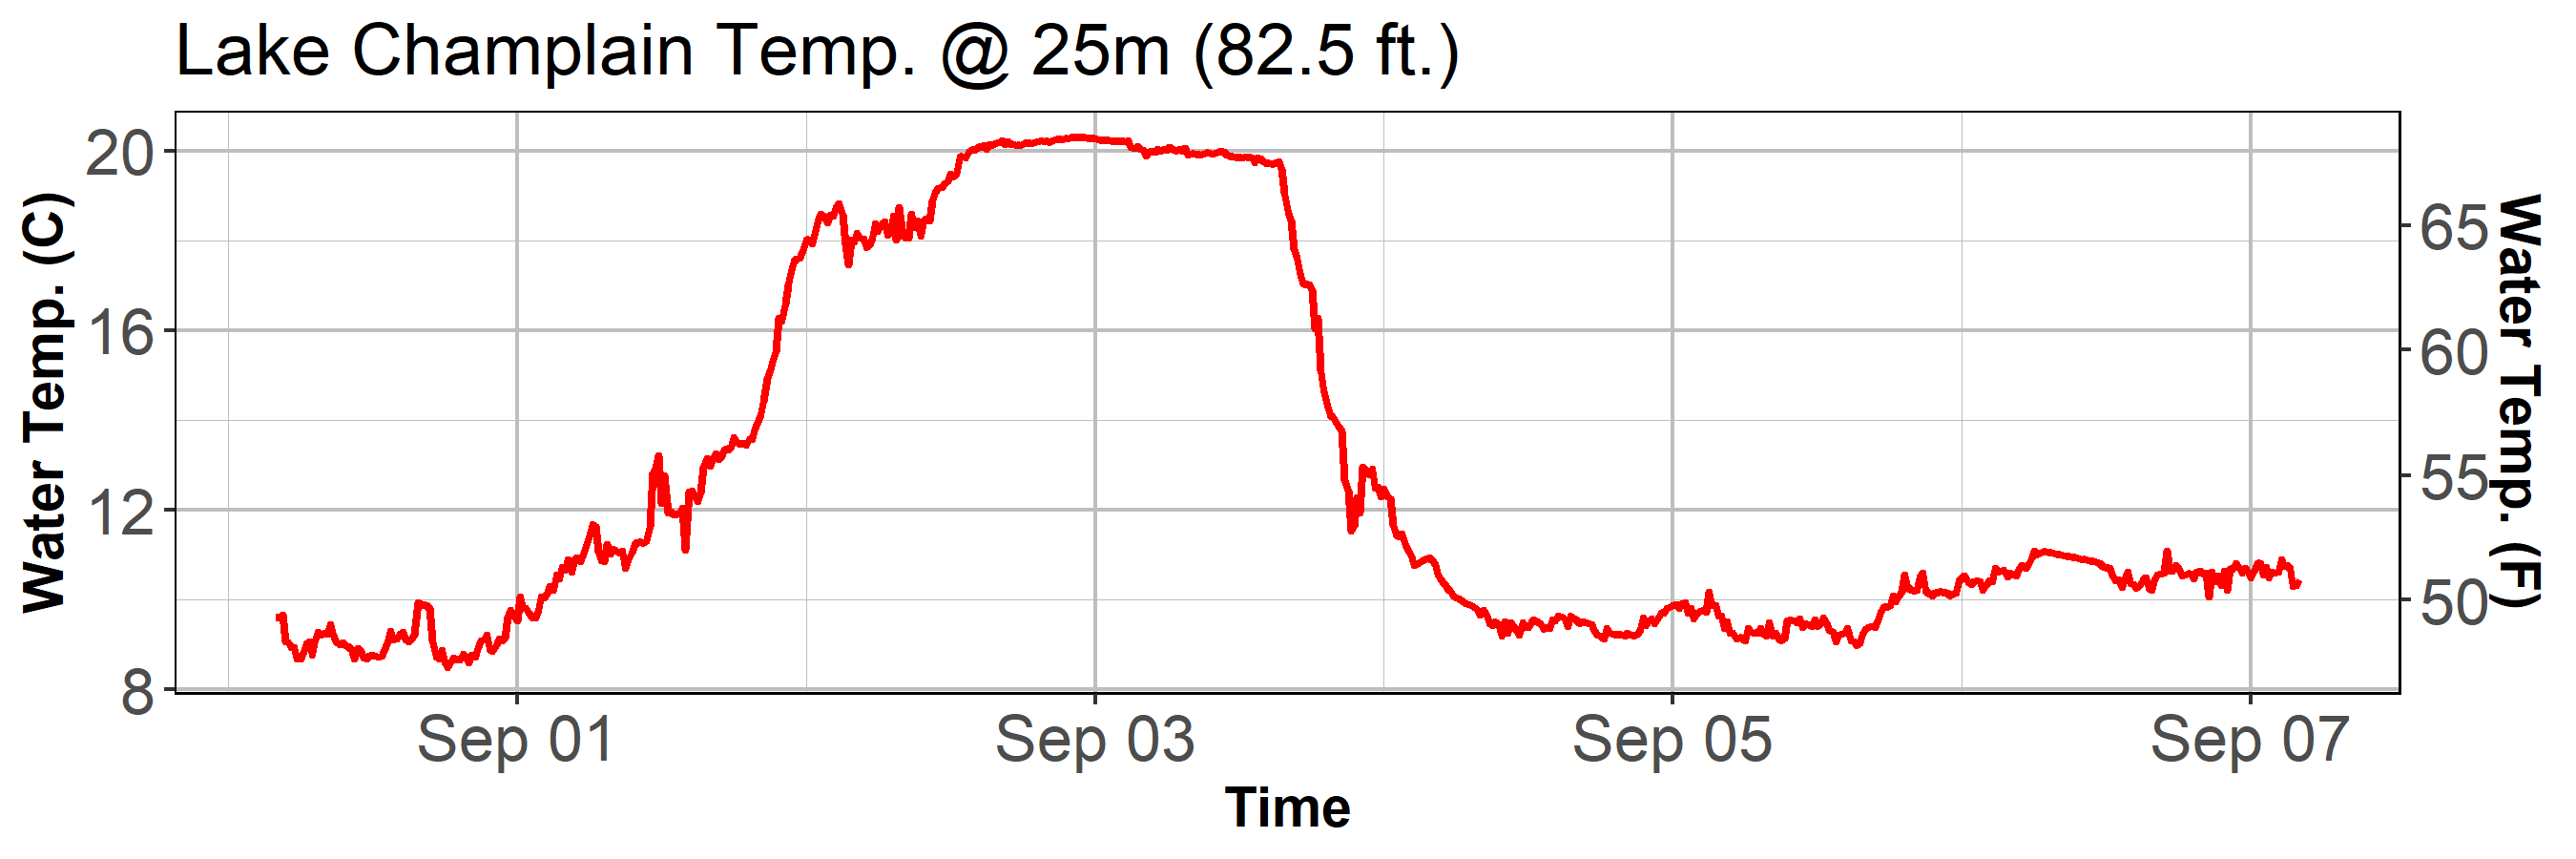 Lake Champlain Temp. @ 25m (82.5 ft.)
Water Temp. (C)
20
16
12
8
65
60
55
50
Water Temp. (F)
Sep 01 Sep 03 Sep 05 Sep 07
Time